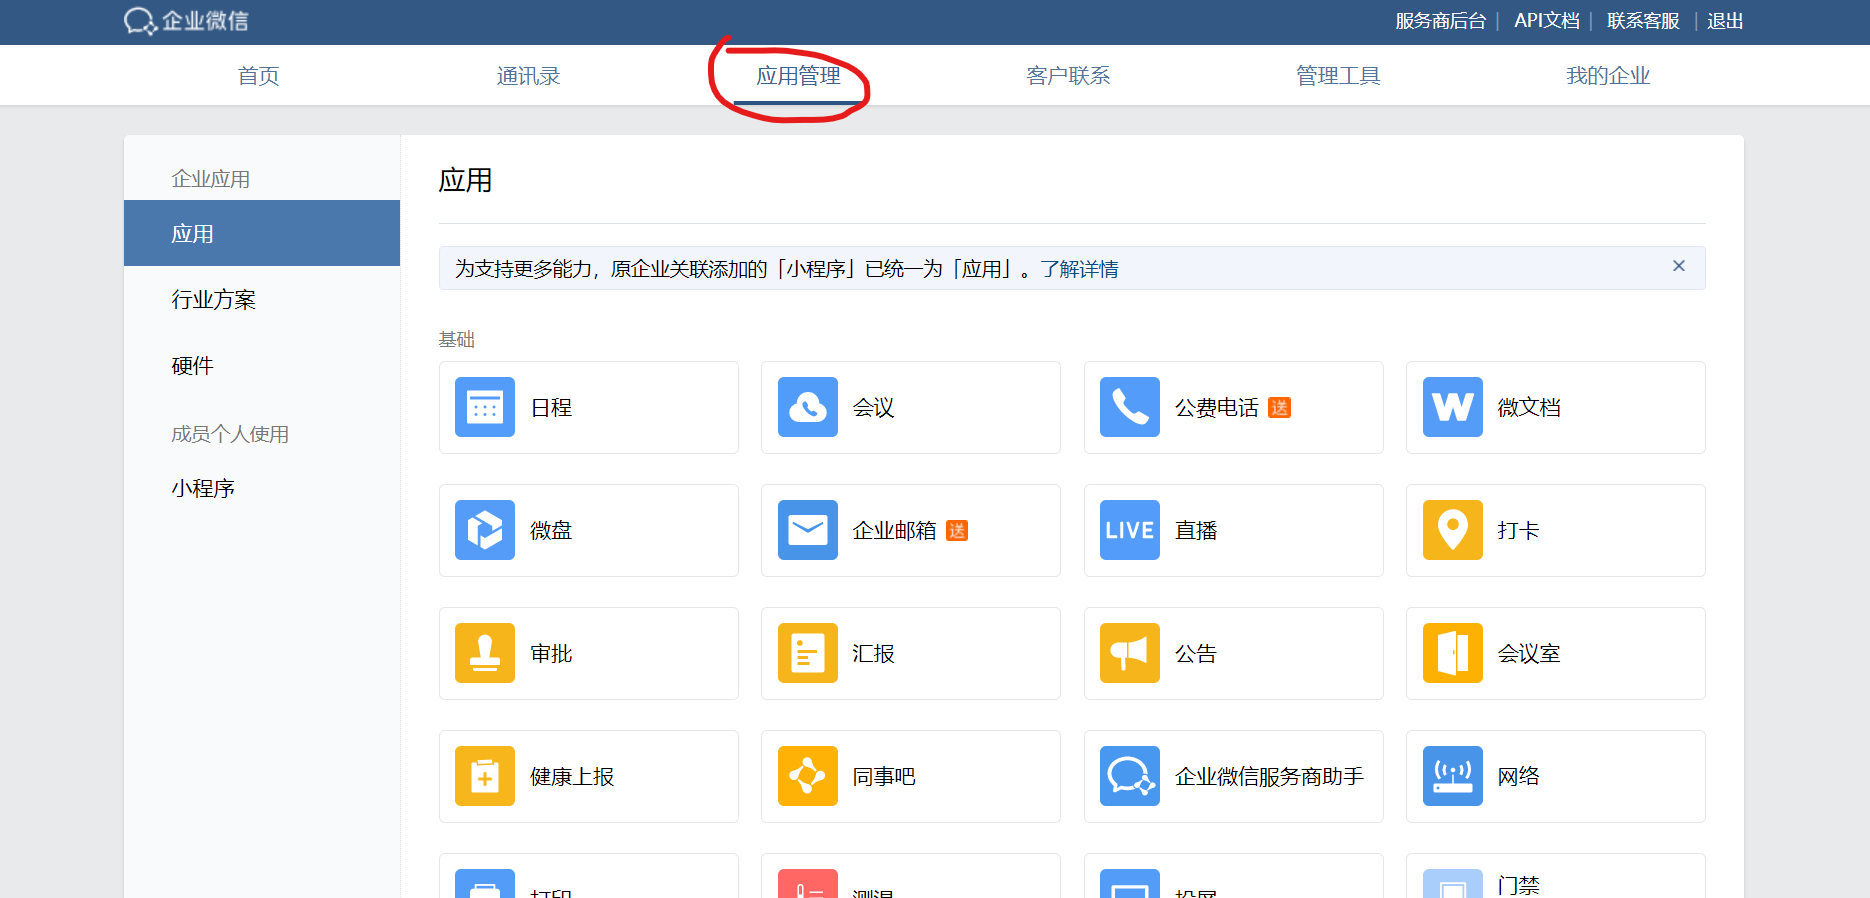 企业微信
服务商后台 | API文档 | 联系客服 | 退出
首页 通讯录 应用管理 客户联系 管理工具 我的企业
企业应用
应用
行业方案
硬件
成员个人使用
小程序
应用
为支持更多能力，原企业关联添加的「小程序」已统一为「应用」。了解详情
基础
日程
会议
公费电话 送
W 微文档
微盘
企业邮箱 送
LIVE 直播
打卡
审批
汇报
公告
会议室
健康上报
同事吧
企业微信服务商助手
网络
打印
测温
投屏
门禁